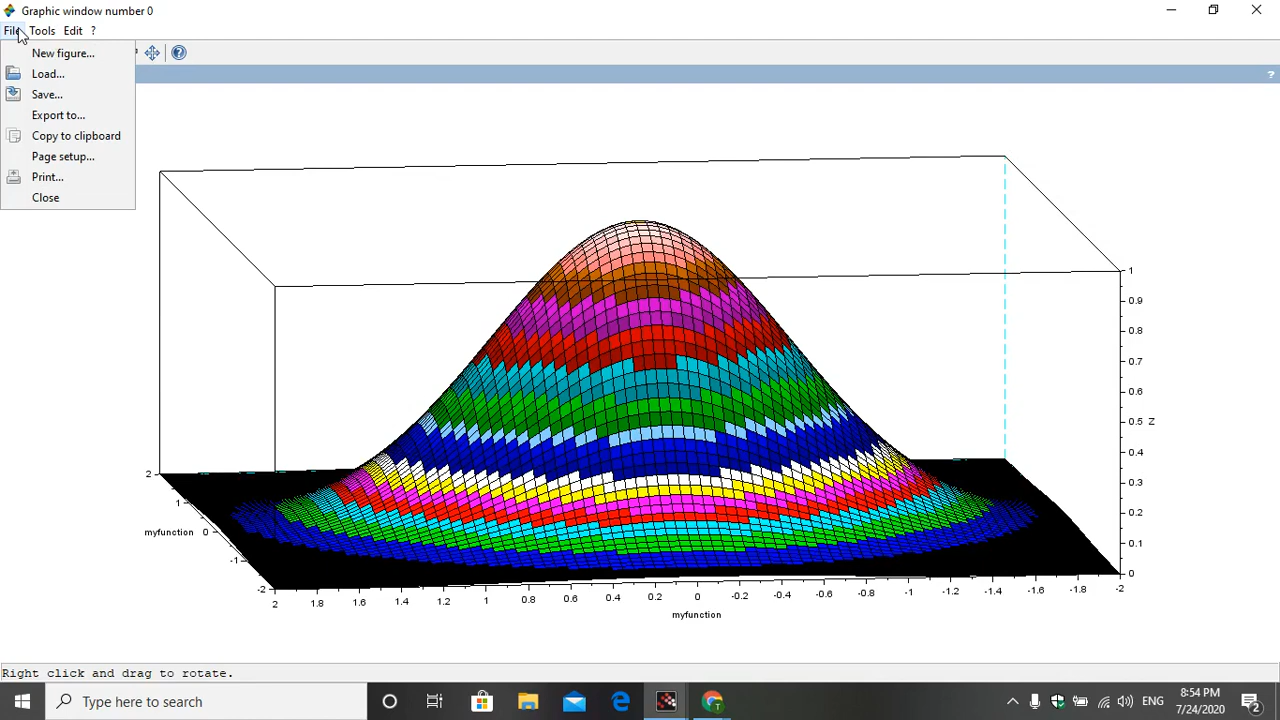 Graphic window number 0
File Tools Edit ?
New figure...
Load...
Save...
Export to...
Copy to clipboard
Page setup...
Print...
Close
?
?
1
0.9
0.8
0.7
0.6
0.5 Z
0.4
0.3
0.2
0.1
0
2
1
myfunction 0
-1
-2
2 1.8 1.6 1.4 1.2 1 0.8 0.6 0.4 0.2 0 -0.2 -0.4 -0.6 -0.8 -1 -1.2 -1.4 -1.6 -1.8 -2
myfunction
Right click and drag to rotate.
Type here to search
T
ENG
8:54 PM
7/24/2020
2